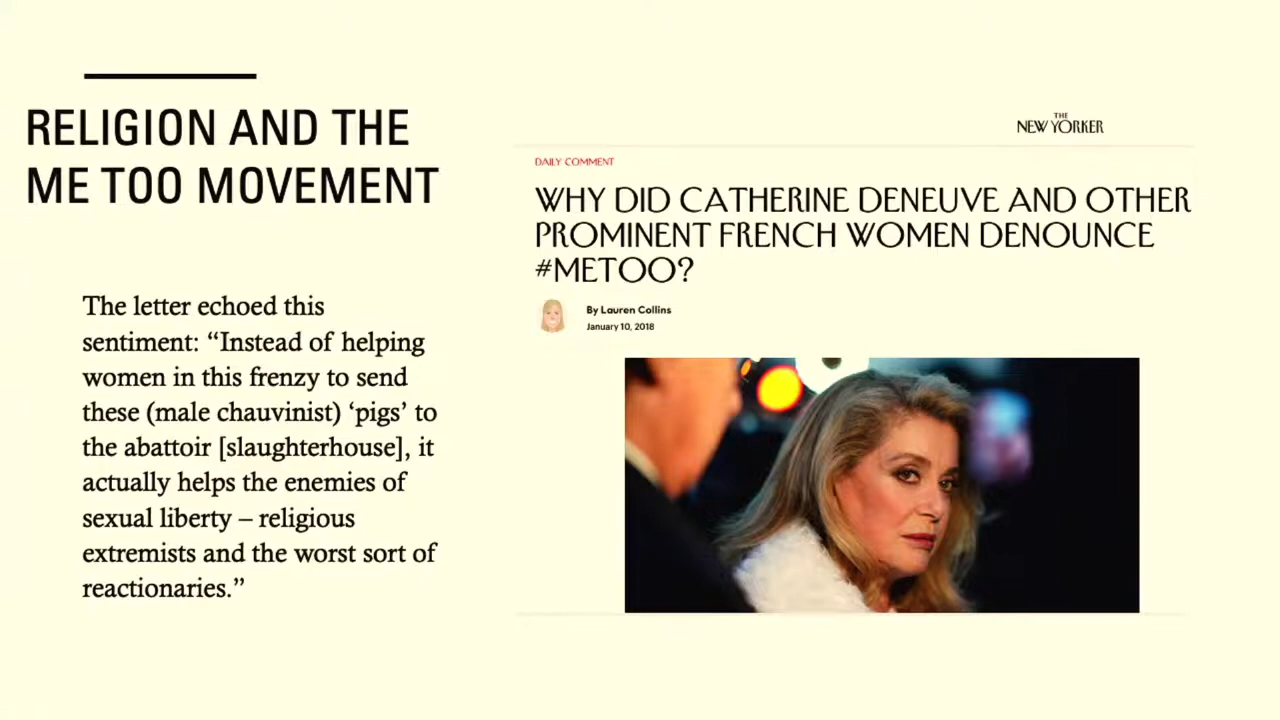 RELIGION AND THE
ME TOO MOVEMENT
The letter echoed this
sentiment: “Instead of helping
women in this frenzy to send
these (male chauvinist) ‘pigs’ to
the abattoir [slaughterhouse], it
actually helps the enemies of
sexual liberty – religious
extremists and the worst sort of
reactionaries.”
THE
NEW YORKER
DAILY COMMENT
WHY DID CATHERINE DENEUVE AND OTHER
PROMINENT FRENCH WOMEN DENOUNCE
#METOO?
By Lauren Collins
January 10, 2018